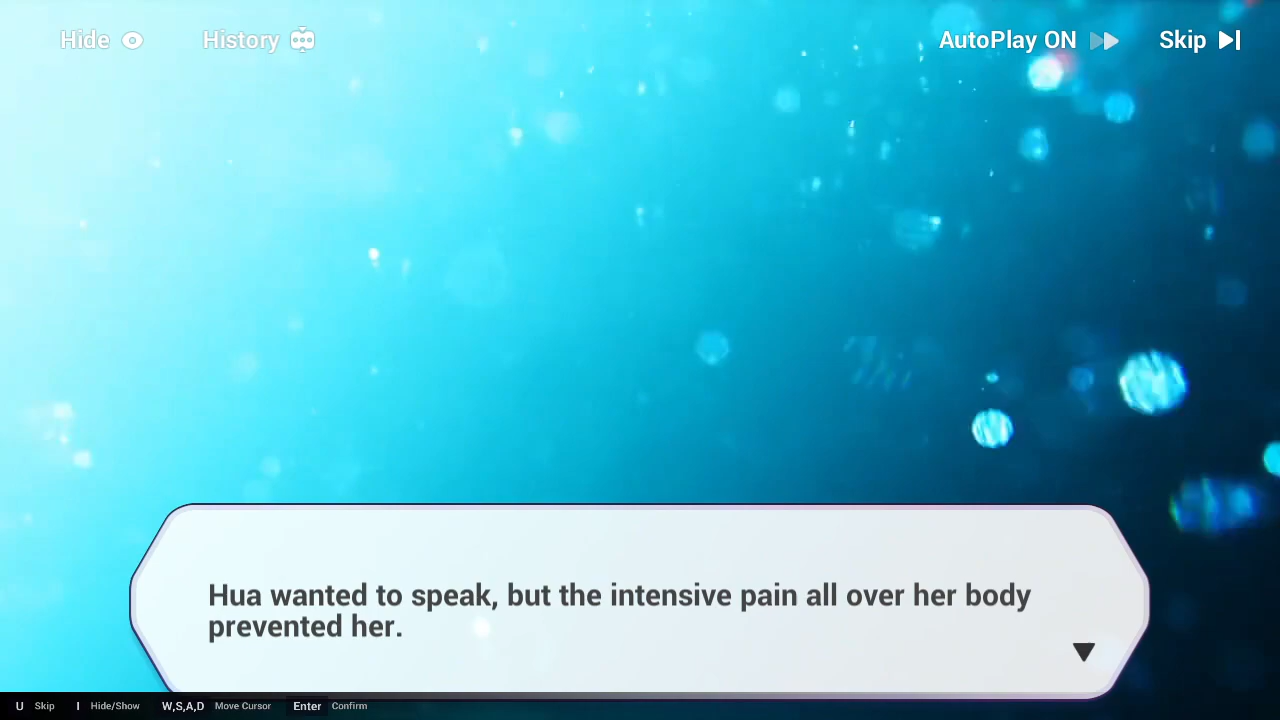 Hide
History
AutoPlay ON
Skip
Hua wanted to speak, but the intensive pain all over her body
prevented her.
U Skip I Hide/Show W,S,A,D Move Cursor Enter Confirm